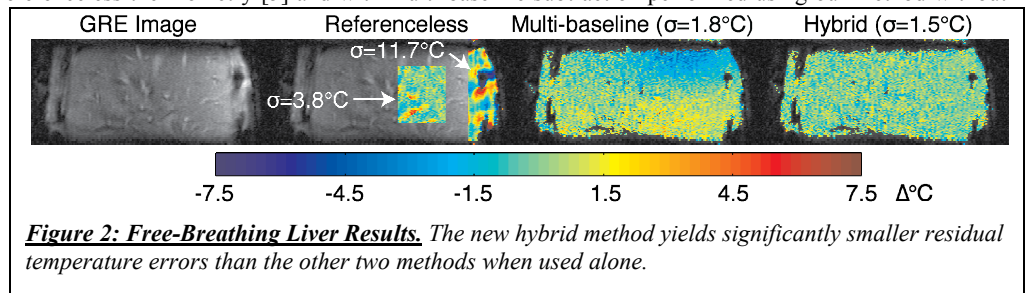 GRE Image Referenceless Multi-baseline (σ=1.8°C) Hybrid (σ=1.5°C)
σ=11.7°C
σ=3.8°C
-7.5 -4.5 -1.5 1.5 4.5 7.5 Δ°C
Figure 2: Free-Breathing Liver Results. The new hybrid method yields significantly smaller residual
temperature errors than the other two methods when used alone.